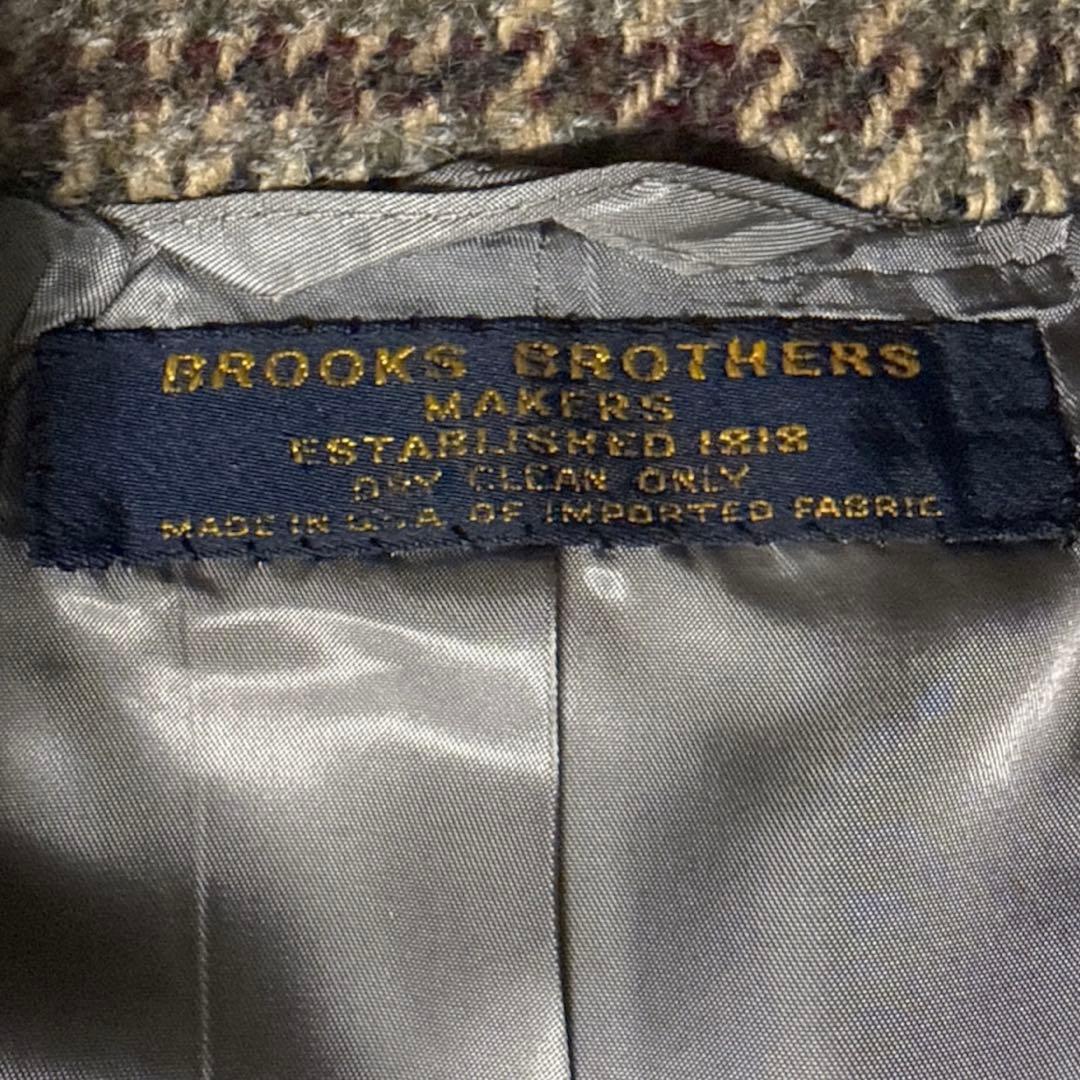 BROOKS BROTHERS
MAKERS
ESTABLISHED 1818
DRY CLEAN ONLY
MADE IN U.S.A. OF IMPORTED FABRIC